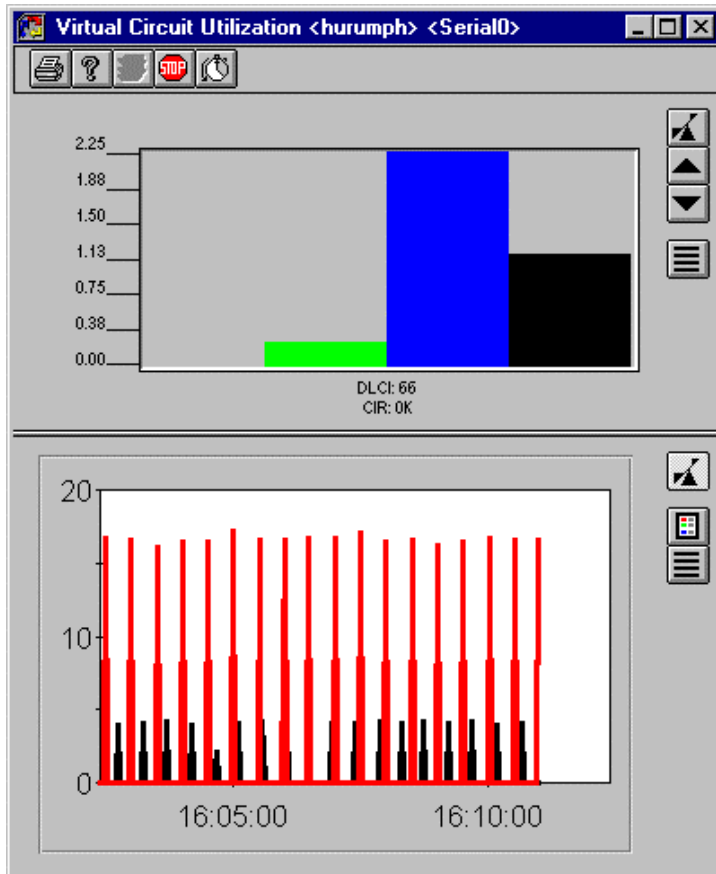 Virtual Circuit Utilization <hurumph> <Serial0>
STOP
2.25
1.88
1.50
1.13
0.75
0.38
0.00
DLCI: 66
CIR: 0K
20
10
0
16:05:00 16:10:00